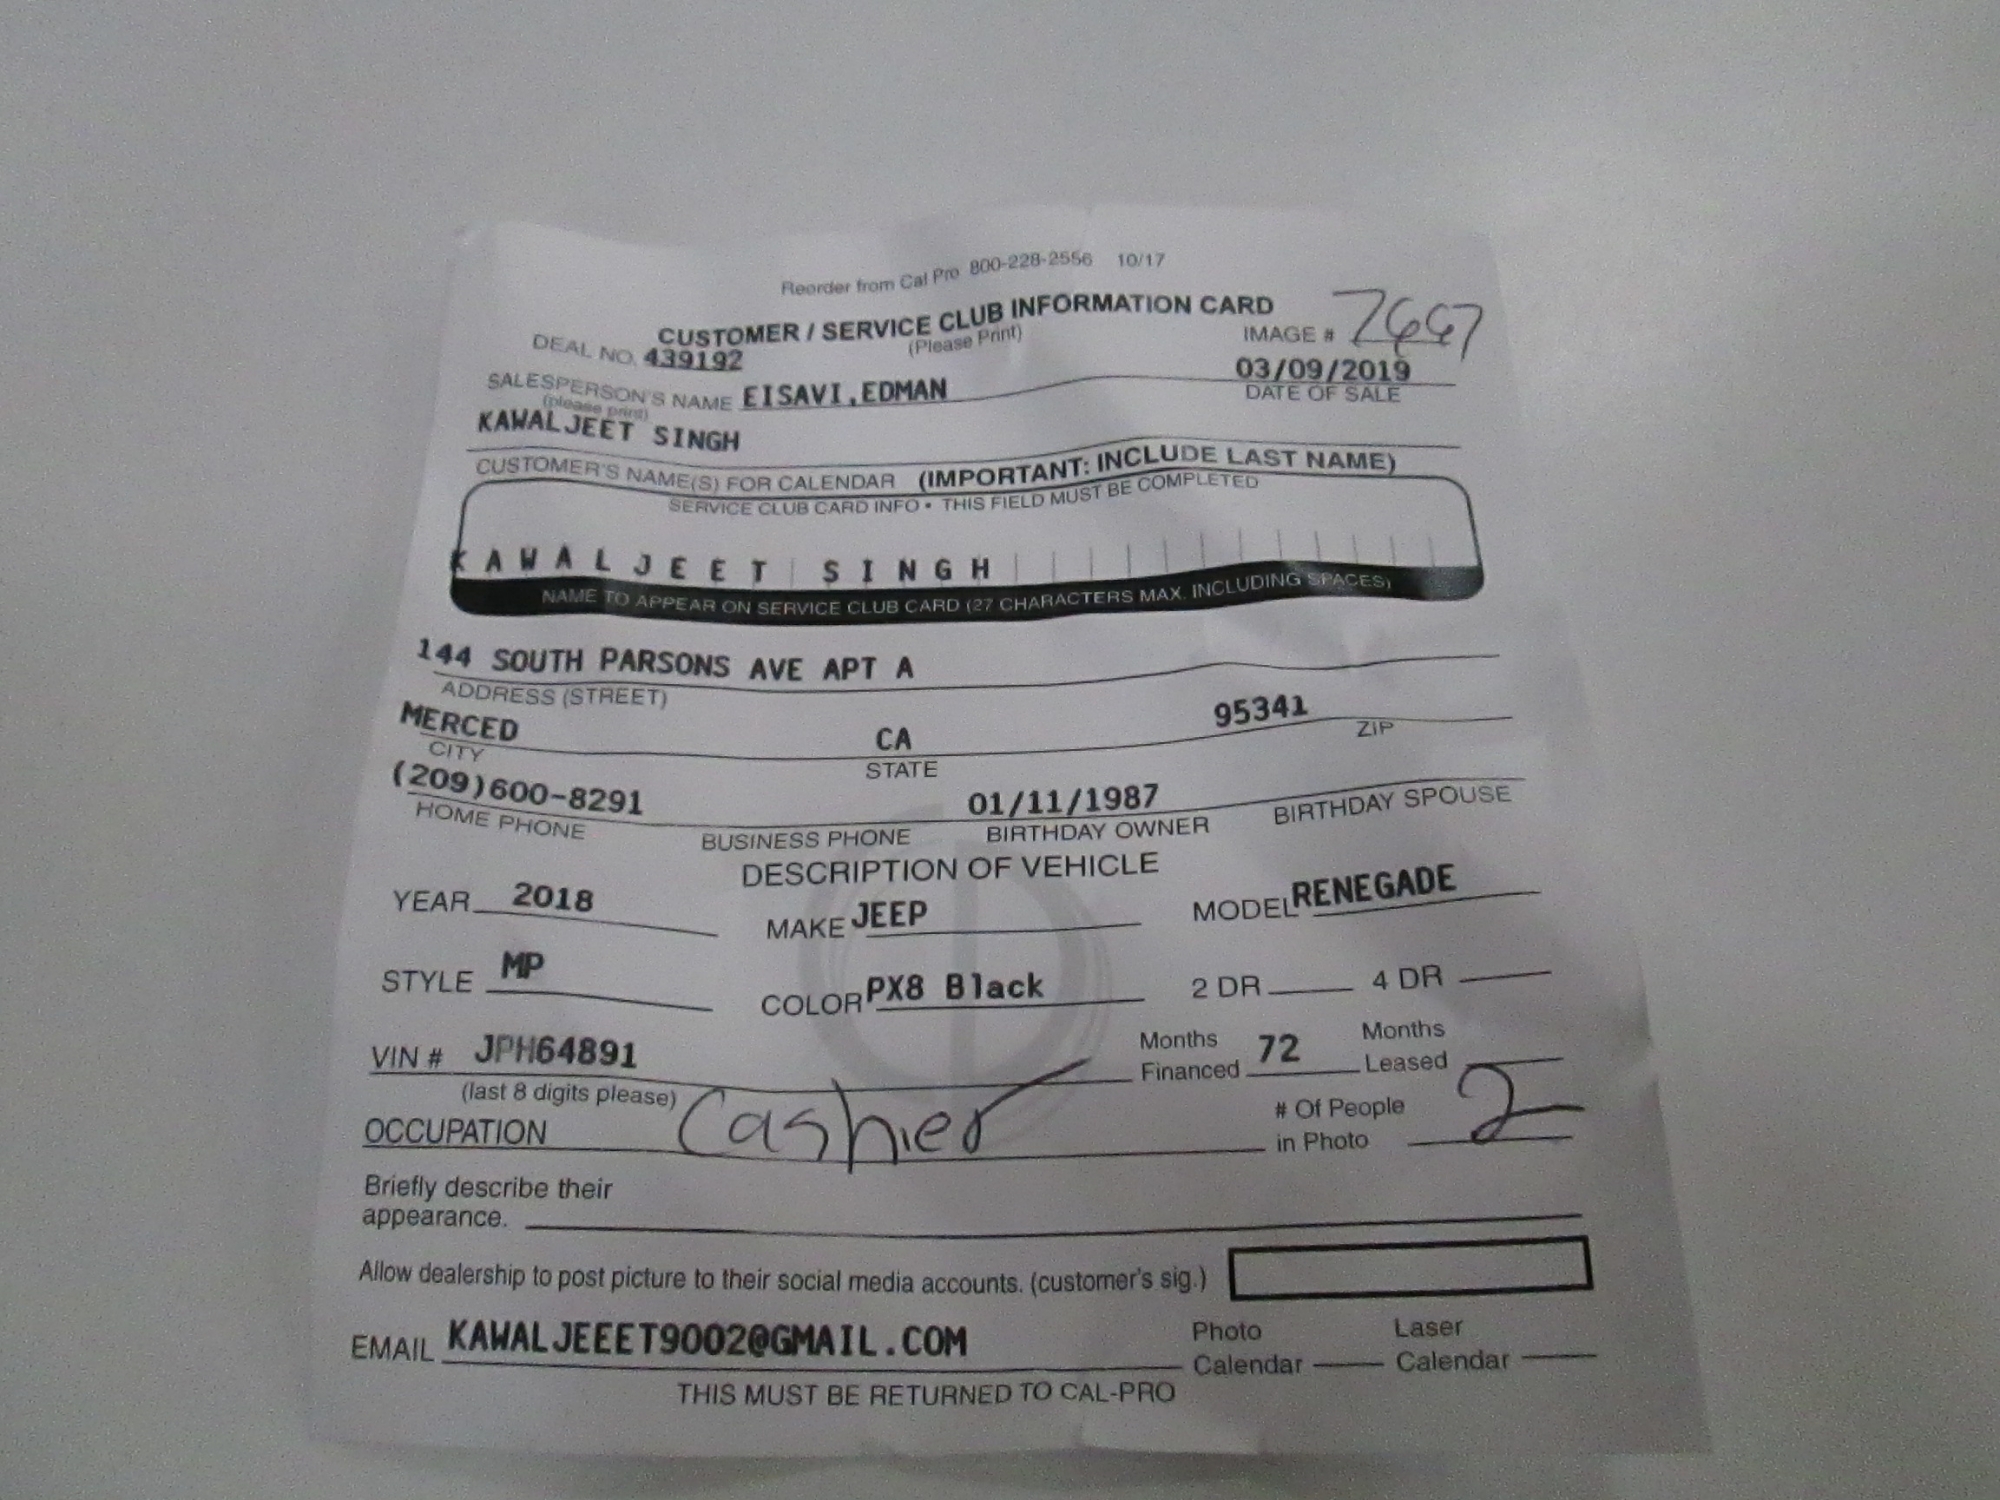 Reorder from Cal Pro 800-228-2556 10/17
CUSTOMER / SERVICE CLUB INFORMATION CARD
(Please Print)
IMAGE # 7667
DEAL NO. 439192
03/09/2019
DATE OF SALE
SALESPERSON'S NAME EISAVI,EDMAN
(please print)
KAWALJEET SINGH
CUSTOMER'S NAME(S) FOR CALENDAR (IMPORTANT: INCLUDE LAST NAME)
SERVICE CLUB CARD INFO • THIS FIELD MUST BE COMPLETED
KAWALJEET SINGH
NAME TO APPEAR ON SERVICE CLUB CARD (27 CHARACTERS MAX. INCLUDING SPACES)
144 SOUTH PARSONS AVE APT A
ADDRESS (STREET)
MERCED CA 95341
CITY STATE ZIP
(209)600-8291 01/11/1987
HOME PHONE BUSINESS PHONE BIRTHDAY OWNER BIRTHDAY SPOUSE
DESCRIPTION OF VEHICLE
YEAR 2018 MAKE JEEP MODEL RENEGADE
STYLE MP COLOR PX8 Black 2 DR 4 DR
VIN # JPH64891 Months Financed 72 Months Leased
(last 8 digits please)
OCCUPATION Cashier # Of People in Photo 2
Briefly describe their
appearance.
Allow dealership to post picture to their social media accounts. (customer's sig.)
EMAIL KAWALJEEET9002@GMAIL.COM Photo Calendar Laser Calendar
THIS MUST BE RETURNED TO CAL-PRO